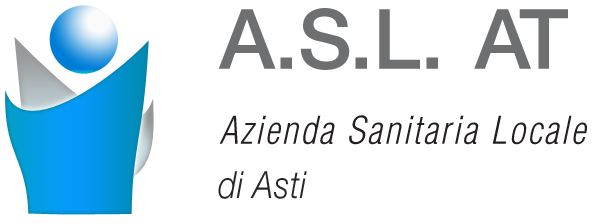 A.S.L. AT
Azienda Sanitaria Locale
di Asti